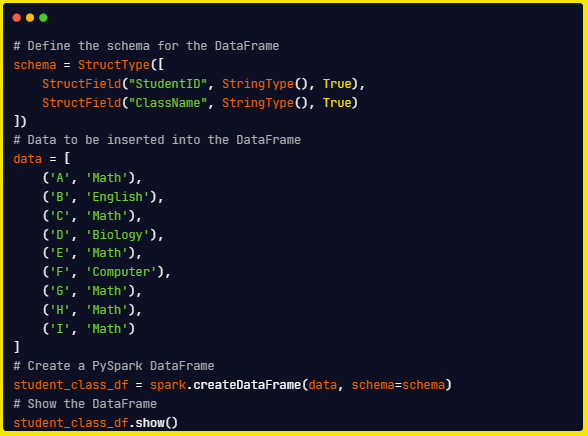 # Define the schema for the DataFrame
schema = StructType([
    StructField("StudentID", StringType(), True),
    StructField("ClassName", StringType(), True)
])
# Data to be inserted into the DataFrame
data = [
    ('A', 'Math'),
    ('B', 'English'),
    ('C', 'Math'),
    ('D', 'Biology'),
    ('E', 'Math'),
    ('F', 'Computer'),
    ('G', 'Math'),
    ('H', 'Math'),
    ('I', 'Math')
]
# Create a PySpark DataFrame
student_class_df = spark.createDataFrame(data, schema=schema)
# Show the DataFrame
student_class_df.show()